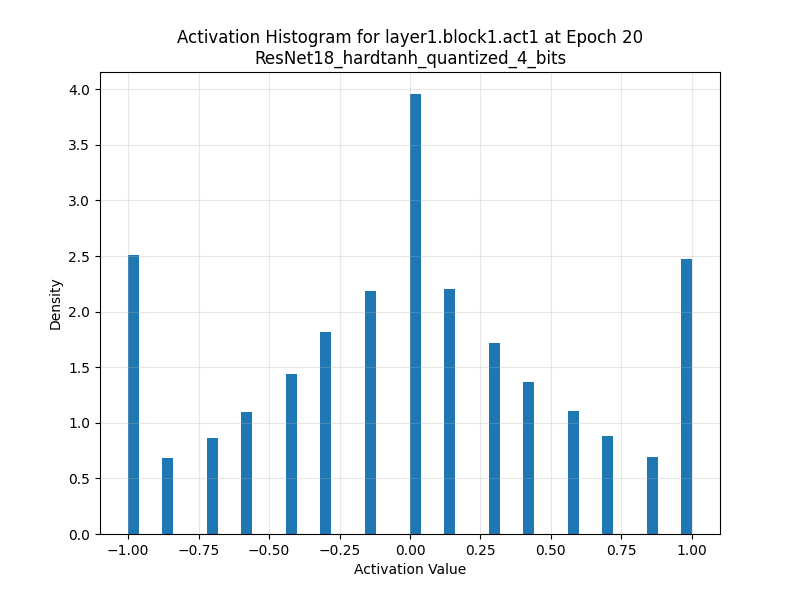 Activation Histogram for layer1.block1.act1 at Epoch 20
ResNet18_hardtanh_quantized_4_bits
4.0
3.5
3.0
2.5
2.0
1.5
1.0
0.5
0.0
Density
−1.00 −0.75 −0.50 −0.25 0.00 0.25 0.50 0.75 1.00
Activation Value